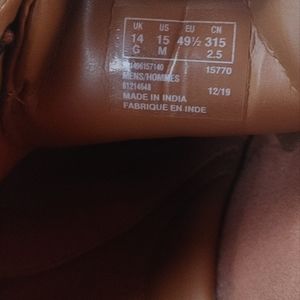 UK US EU CN
14 15 49½ 315
G M 2.5
15770
MENS/HOMMES
61214548 12/19
MADE IN INDIA
FABRIQUE EN INDE